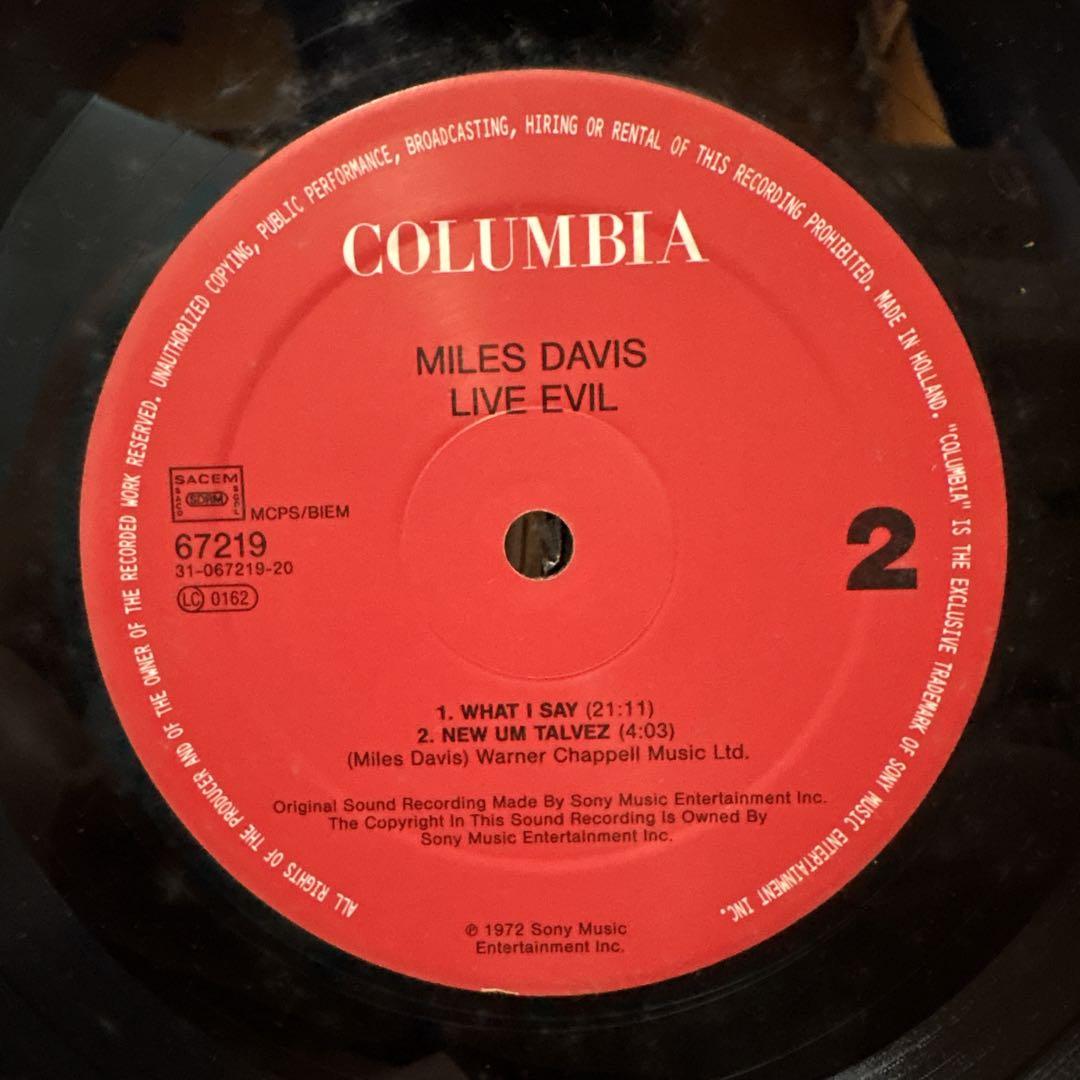 ALL RIGHTS OF THE PRODUCER AND OF THE OWNER OF THE RECORDED WORK RESERVED. UNAUTHORIZED COPYING, PUBLIC PERFORMANCE, BROADCASTING, HIRING OR RENTAL OF THIS RECORDING PROHIBITED. MADE IN HOLLAND. "COLUMBIA" IS THE EXCLUSIVE TRADEMARK OF SONY MUSIC ENTERTAINMENT INC.
COLUMBIA
MILES DAVIS
LIVE EVIL
SACEM
SDRM
MCPS/BIEM
67219
31-067219-20
LC 0162
2
1. WHAT I SAY (21:11)
2. NEW UM TALVEZ (4:03)
(Miles Davis) Warner Chappell Music Ltd.
Original Sound Recording Made By Sony Music Entertainment Inc.
The Copyright In This Sound Recording Is Owned By
Sony Music Entertainment Inc.
℗ 1972 Sony Music
Entertainment Inc.